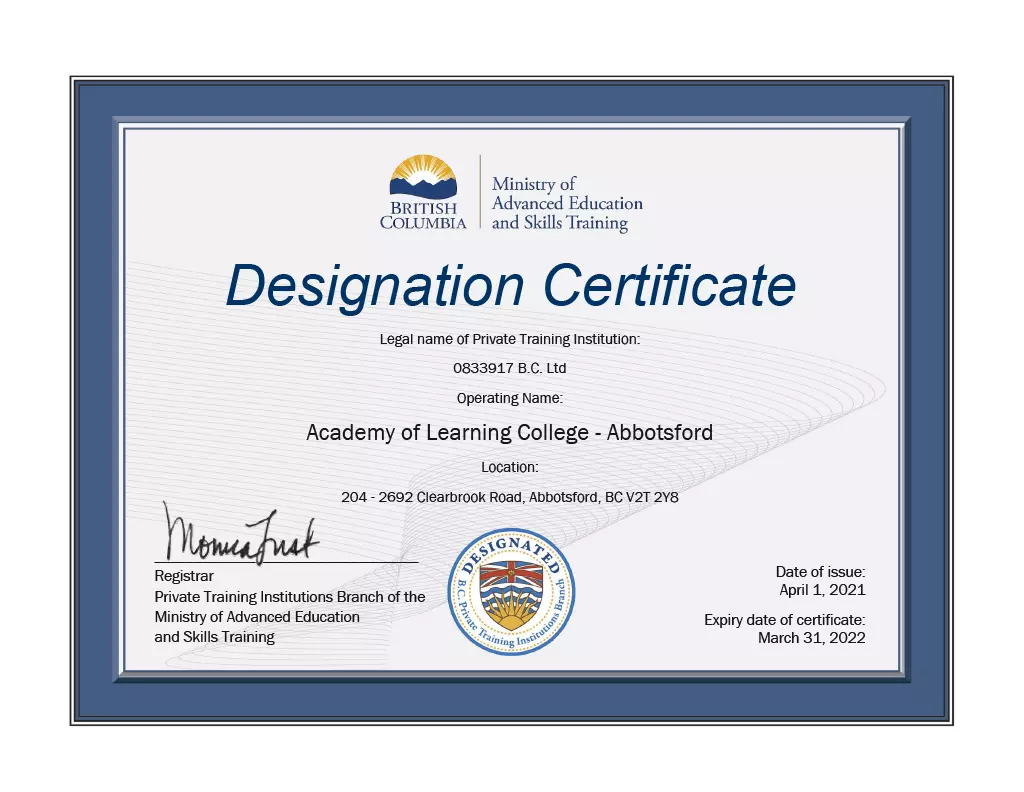 BRITISH
COLUMBIA
Ministry of
Advanced Education
and Skills Training
Designation Certificate
Legal name of Private Training Institution:
0833917 B.C. Ltd
Operating Name:
Academy of Learning College - Abbotsford
Location:
204 - 2692 Clearbrook Road, Abbotsford, BC V2T 2Y8
Registrar
Private Training Institutions Branch of the
Ministry of Advanced Education
and Skills Training
DESIGNATED
B.C. Private Training Institutions Branch
Date of issue:
April 1, 2021
Expiry date of certificate:
March 31, 2022